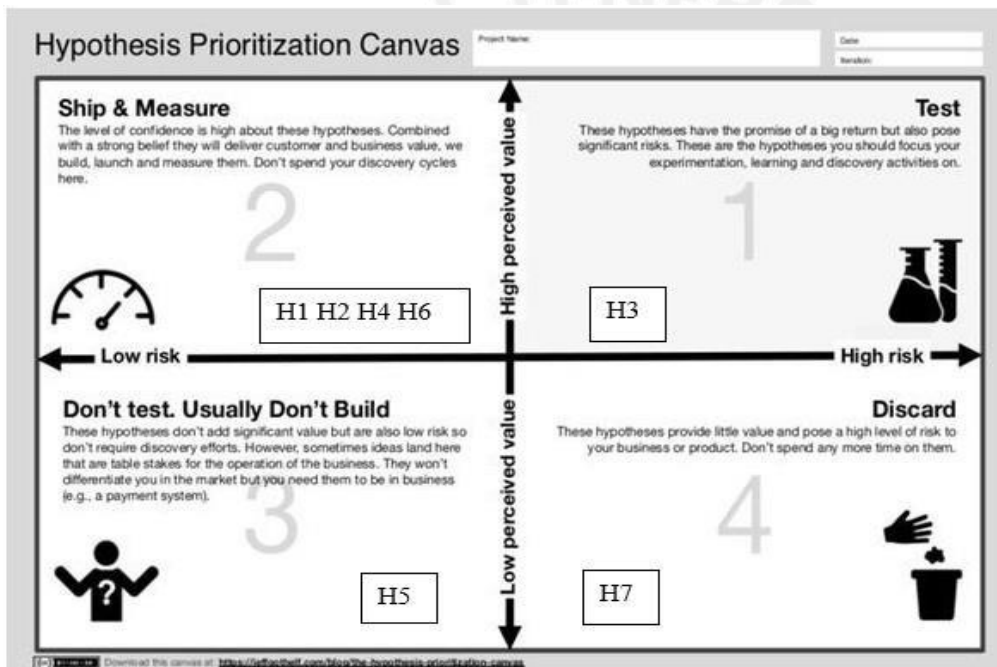 Hypothesis Prioritization Canvas
Project Name:
Date:
Iteration:
Ship & Measure
The level of confidence is high about these hypotheses. Combined
with a strong belief they will deliver customer and business value, we
build, launch and measure them. Don't spend your discovery cycles
here.
2
H1 H2 H4 H6
High perceived value
Test
These hypotheses have the promise of a big return but also pose
significant risks. These are the hypotheses you should focus your
experimentation, learning and discovery activities on.
1
H3
Low risk
High risk
Don't test. Usually Don't Build
These hypotheses don't add significant value but are also low risk so
don't require discovery efforts. However, sometimes ideas land here
that are table stakes for the operation of the business. They won't
differentiate you in the market but you need them to be in business
(e.g., a payment system).
3
?
H5
Low perceived value
Discard
These hypotheses provide little value and pose a high level of risk to
your business or product. Don't spend any more time on them.
4
H7
Download this canvas at: https://jeffgothelf.com/blog/the-hypothesis-prioritization-canvas